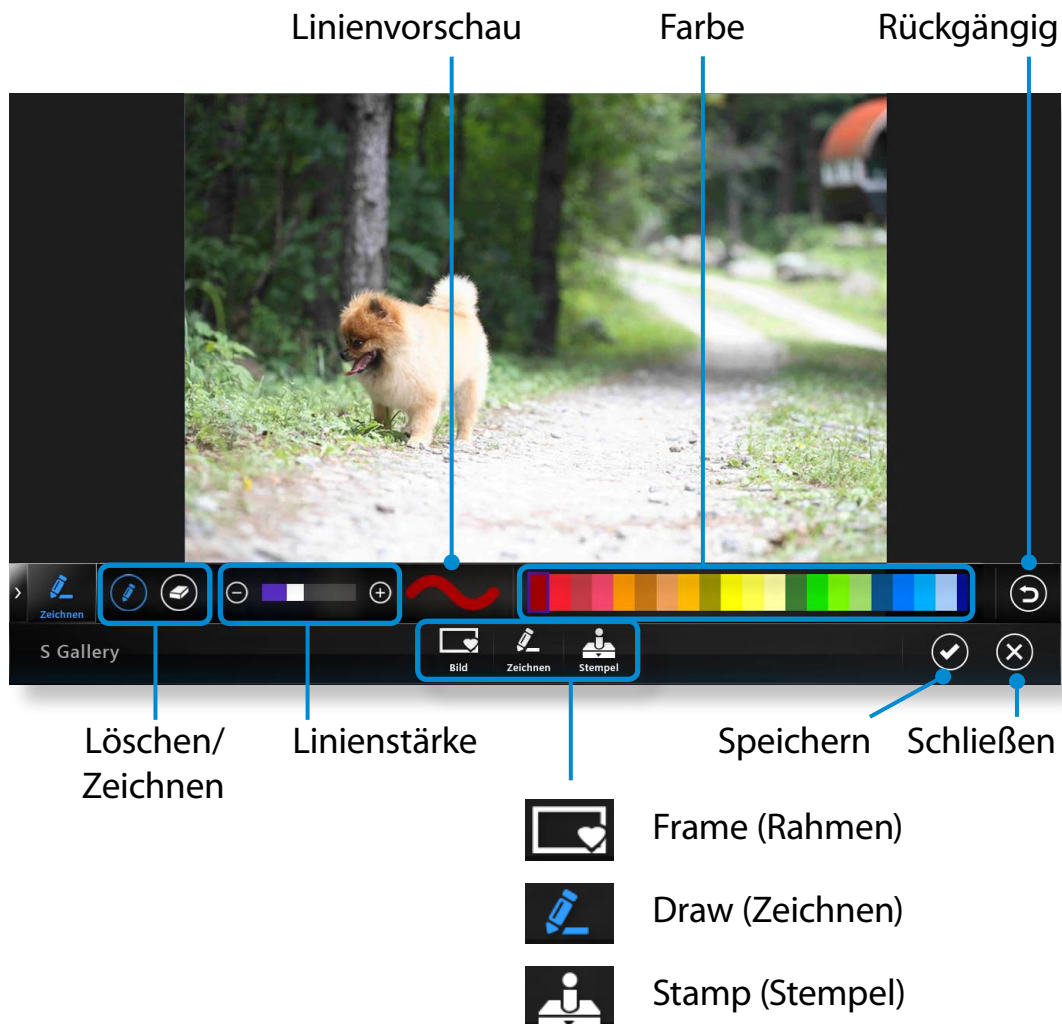 Linienvorschau Farbe Rückgängig
Zeichnen
S Gallery
Bild Zeichnen Stempel
Löschen/
Zeichnen
Linienstärke
Speichern Schließen
Frame (Rahmen)
Draw (Zeichnen)
Stamp (Stempel)